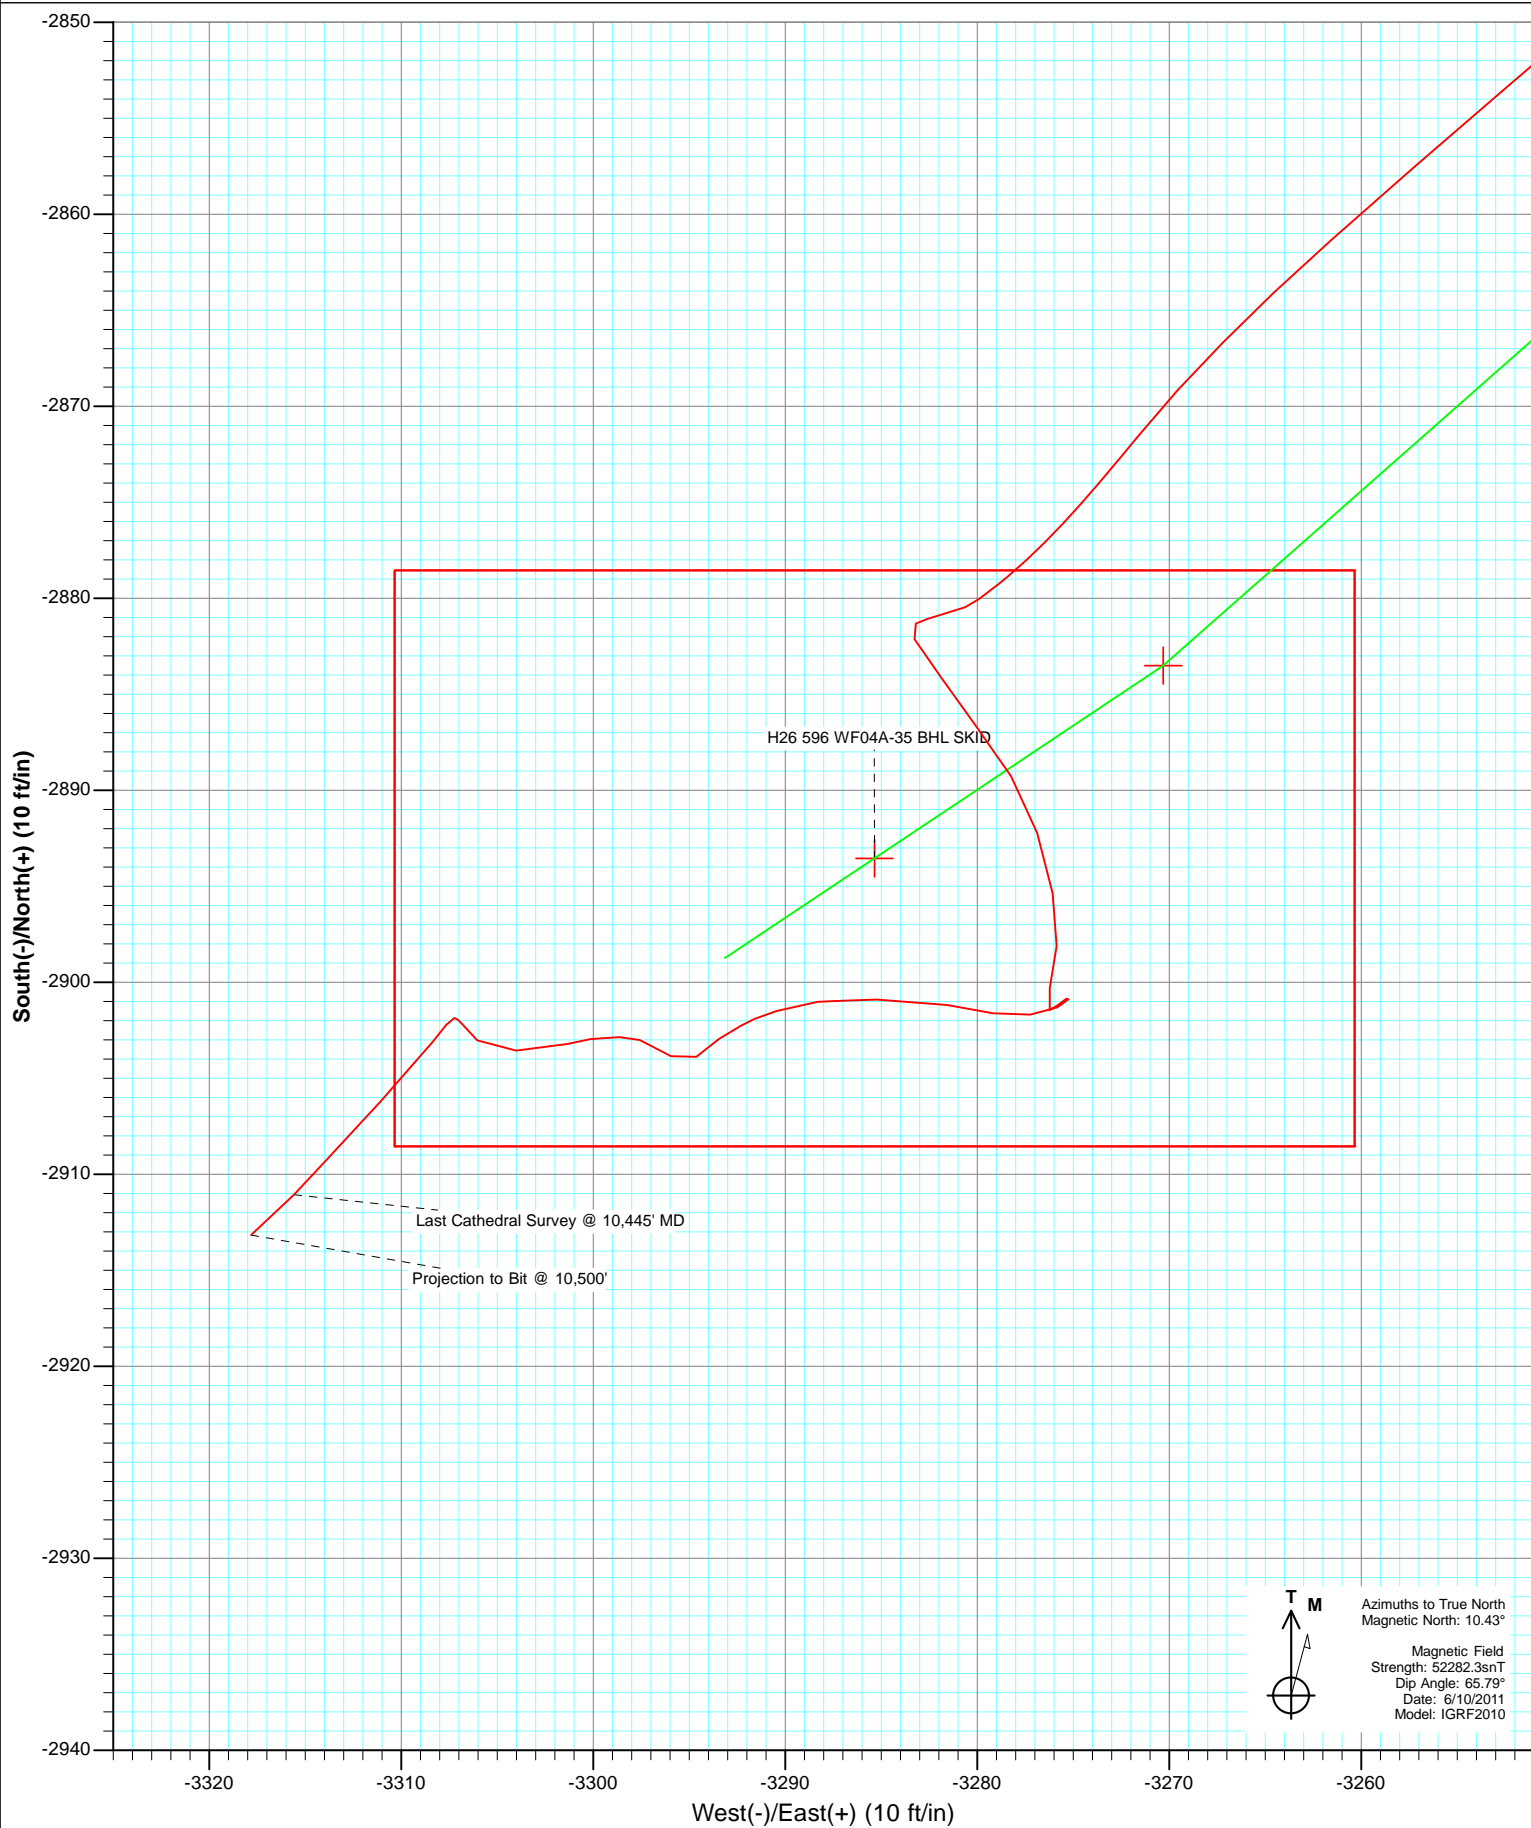 -2850
-2860
-2870
-2880
-2890
-2900
-2910
-2920
-2930
-2940
South(-)/North(+) (10 ft/in)
H26 596 WF04A-35 BHL SKID
Last Cathedral Survey @ 10,445' MD
Projection to Bit @ 10,500'
T M
Azimuths to True North
Magnetic North: 10.43°
Magnetic Field
Strength: 52282.3snT
Dip Angle: 65.79°
Date: 6/10/2011
Model: IGRF2010
-3320 -3310 -3300 -3290 -3280 -3270 -3260
West(-)/East(+) (10 ft/in)